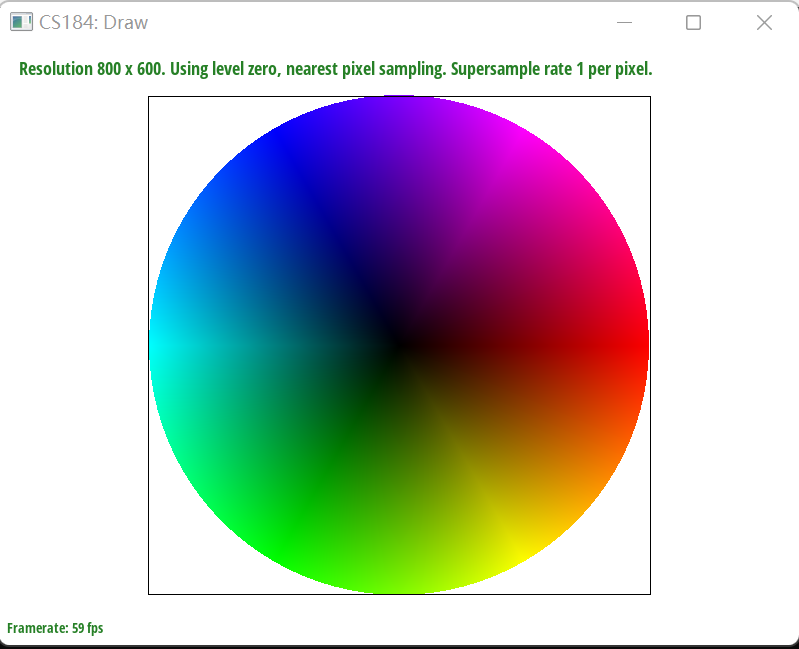 CS184: Draw
Resolution 800 x 600. Using level zero, nearest pixel sampling. Supersample rate 1 per pixel.
Framerate: 59 fps